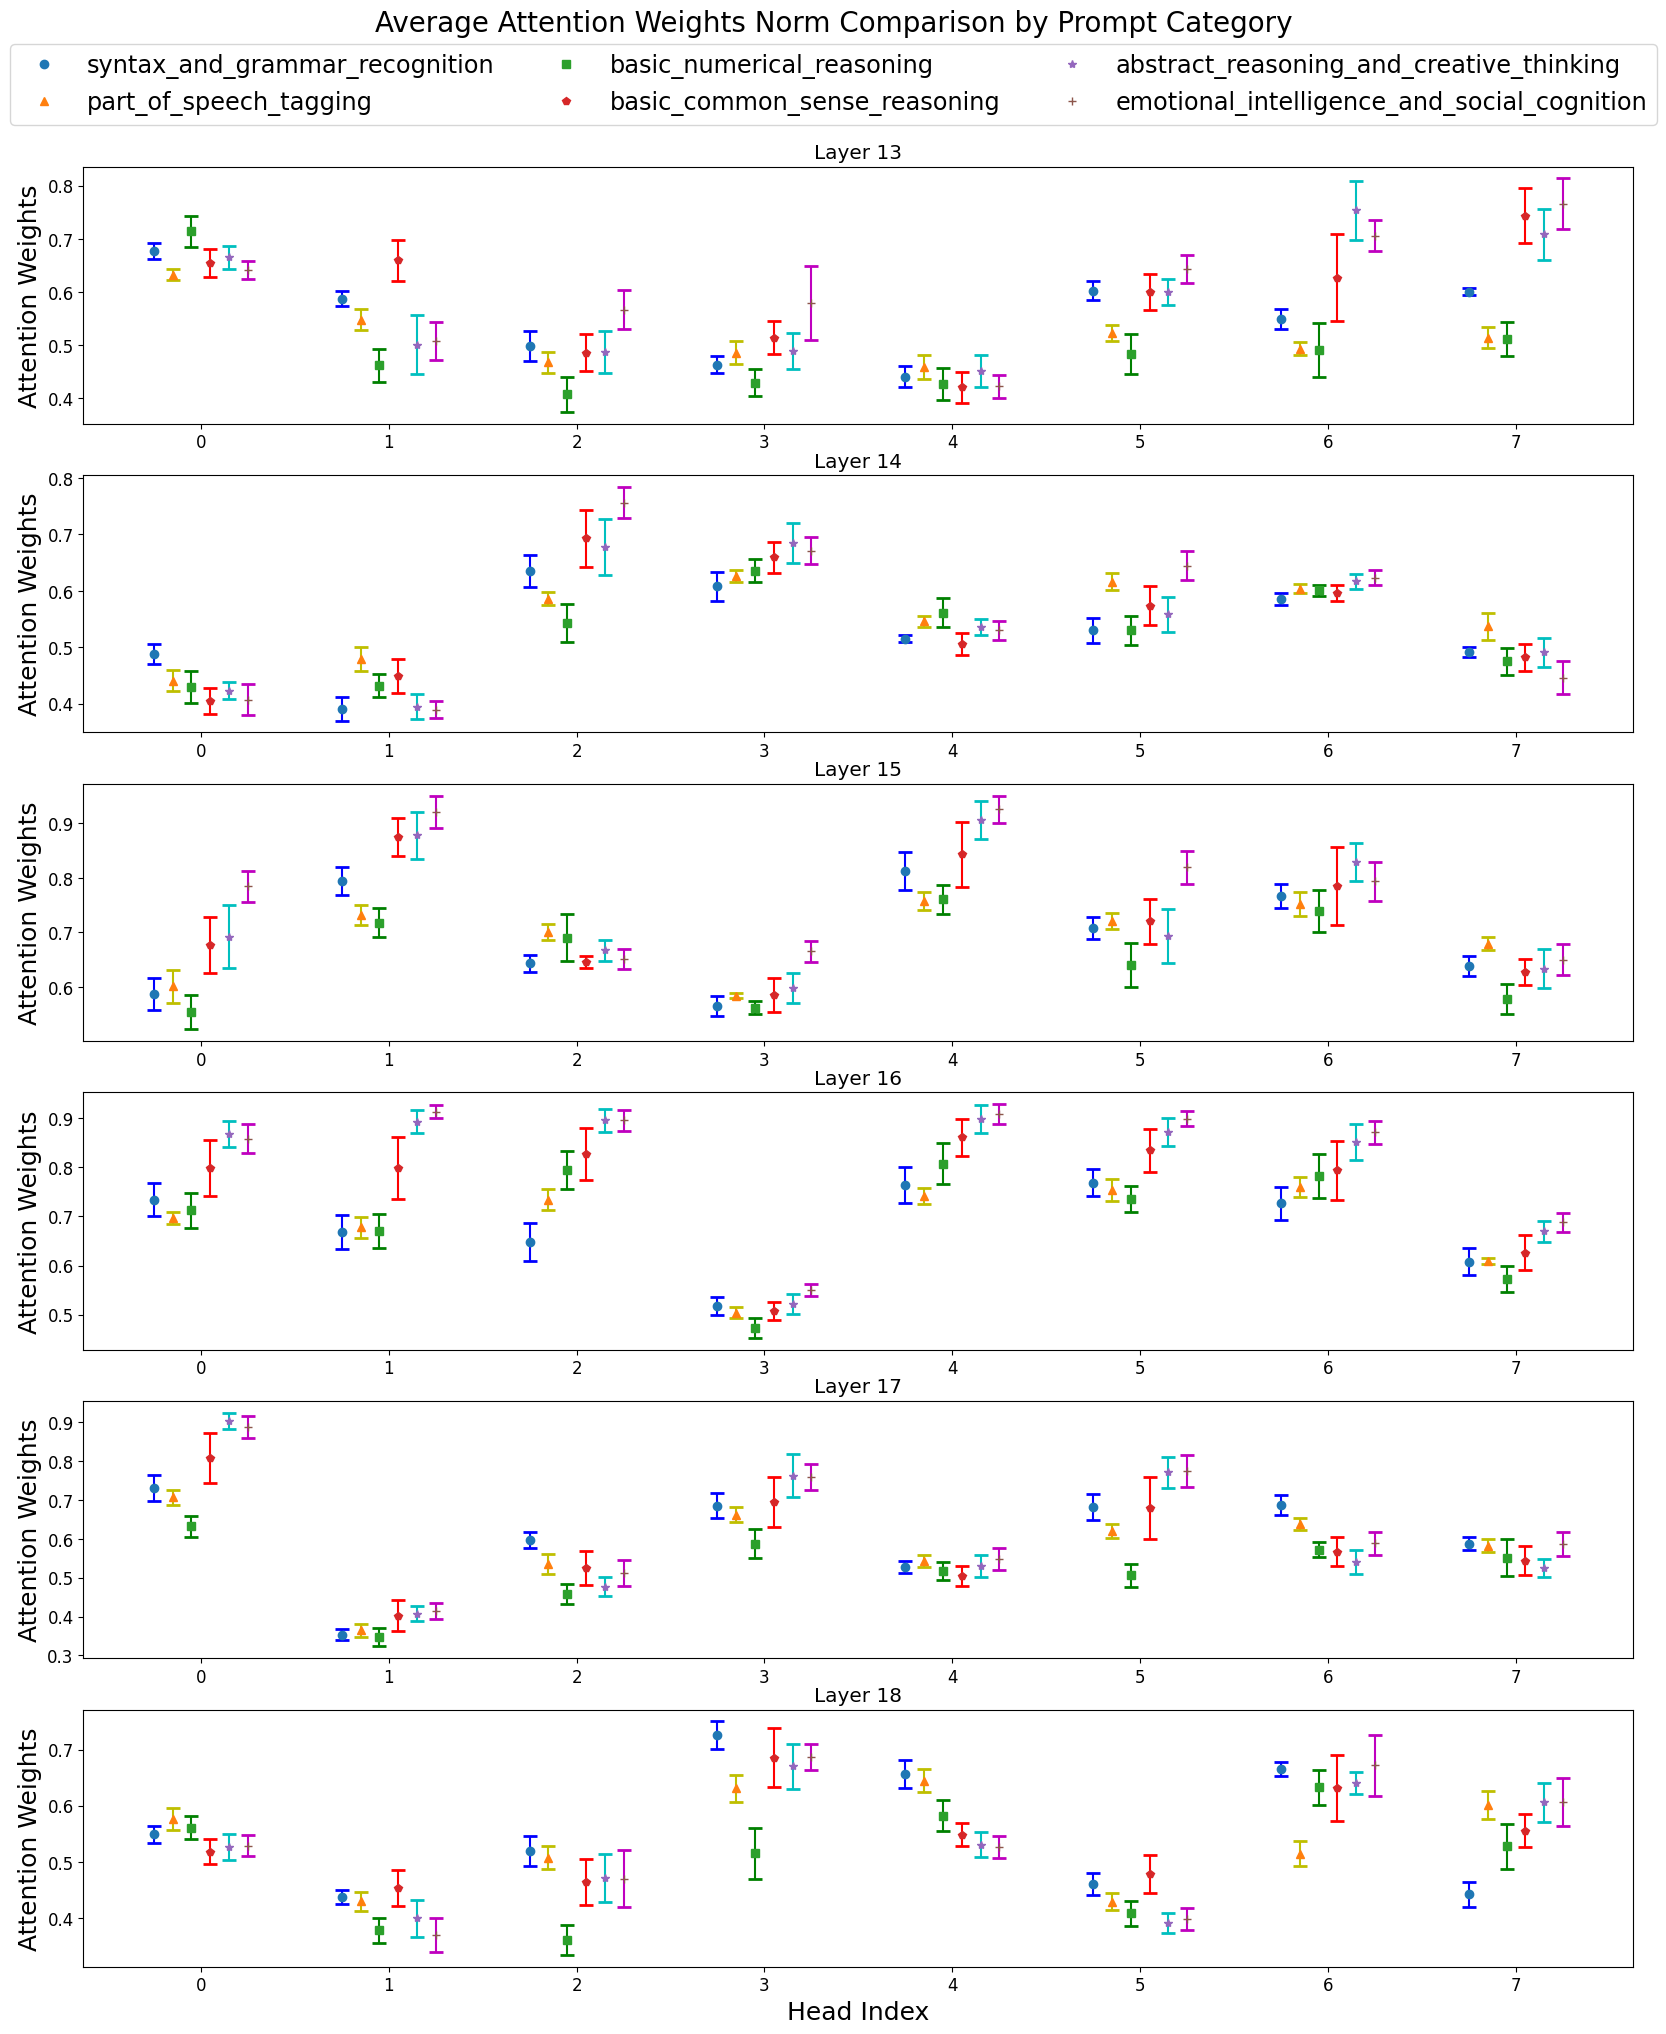 Average Attention Weights Norm Comparison by Prompt Category
syntax_and_grammar_recognition basic_numerical_reasoning abstract_reasoning_and_creative_thinking
part_of_speech_tagging basic_common_sense_reasoning emotional_intelligence_and_social_cognition
Layer 13
Attention Weights
0.8
0.7
0.6
0.5
0.4
0 1 2 3 4 5 6 7
Layer 14
Attention Weights
0.8
0.7
0.6
0.5
0.4
0 1 2 3 4 5 6 7
Layer 15
Attention Weights
0.9
0.8
0.7
0.6
0 1 2 3 4 5 6 7
Layer 16
Attention Weights
0.9
0.8
0.7
0.6
0.5
0 1 2 3 4 5 6 7
Layer 17
Attention Weights
0.9
0.8
0.7
0.6
0.5
0.4
0.3
0 1 2 3 4 5 6 7
Layer 18
Attention Weights
0.7
0.6
0.5
0.4
0 1 2 3 4 5 6 7
Head Index